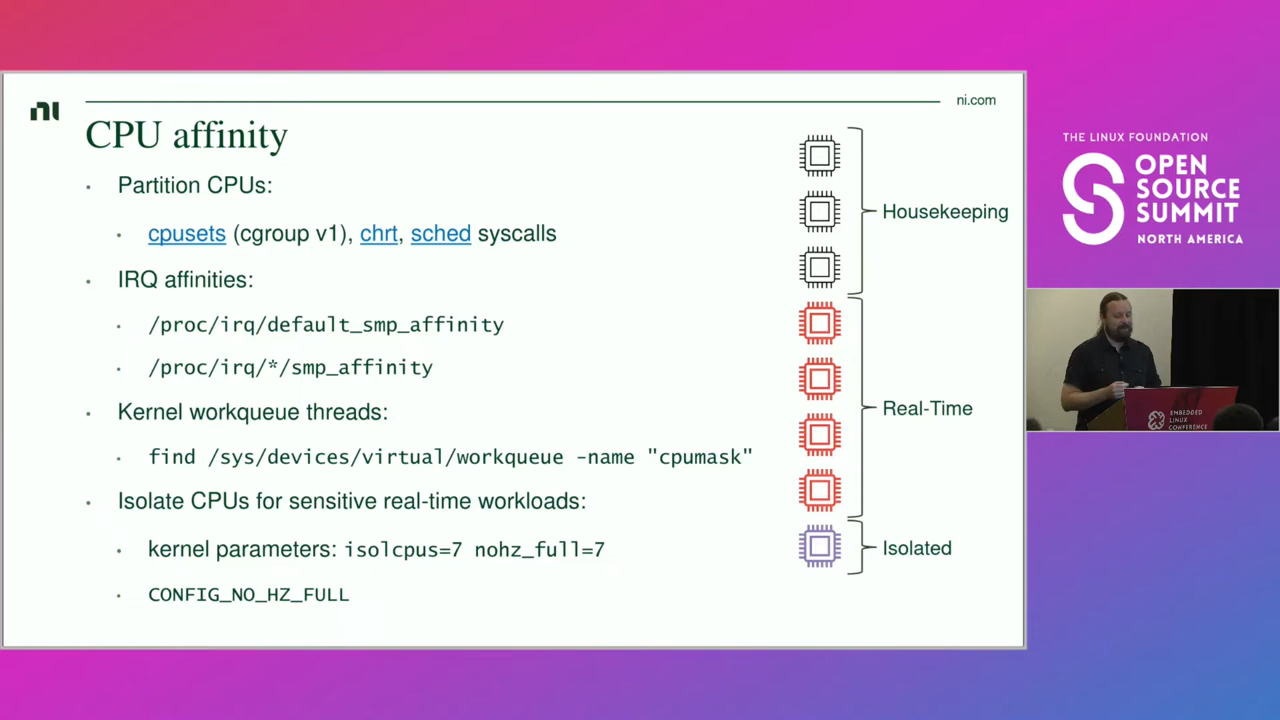 ni
ni.com
CPU affinity
• Partition CPUs:
• cpusets (cgroup v1), chrt, sched syscalls
• IRQ affinities:
• /proc/irq/default_smp_affinity
• /proc/irq/*/smp_affinity
• Kernel workqueue threads:
• find /sys/devices/virtual/workqueue -name "cpumask"
• Isolate CPUs for sensitive real-time workloads:
• kernel parameters: isolcpus=7 nohz_full=7
• CONFIG_NO_HZ_FULL
Housekeeping
Real-Time
Isolated
THE LINUX FOUNDATION
OPEN
SOURCE
SUMMIT
NORTH AMERICA
EMBEDDED
LINUX
CONFERENCE